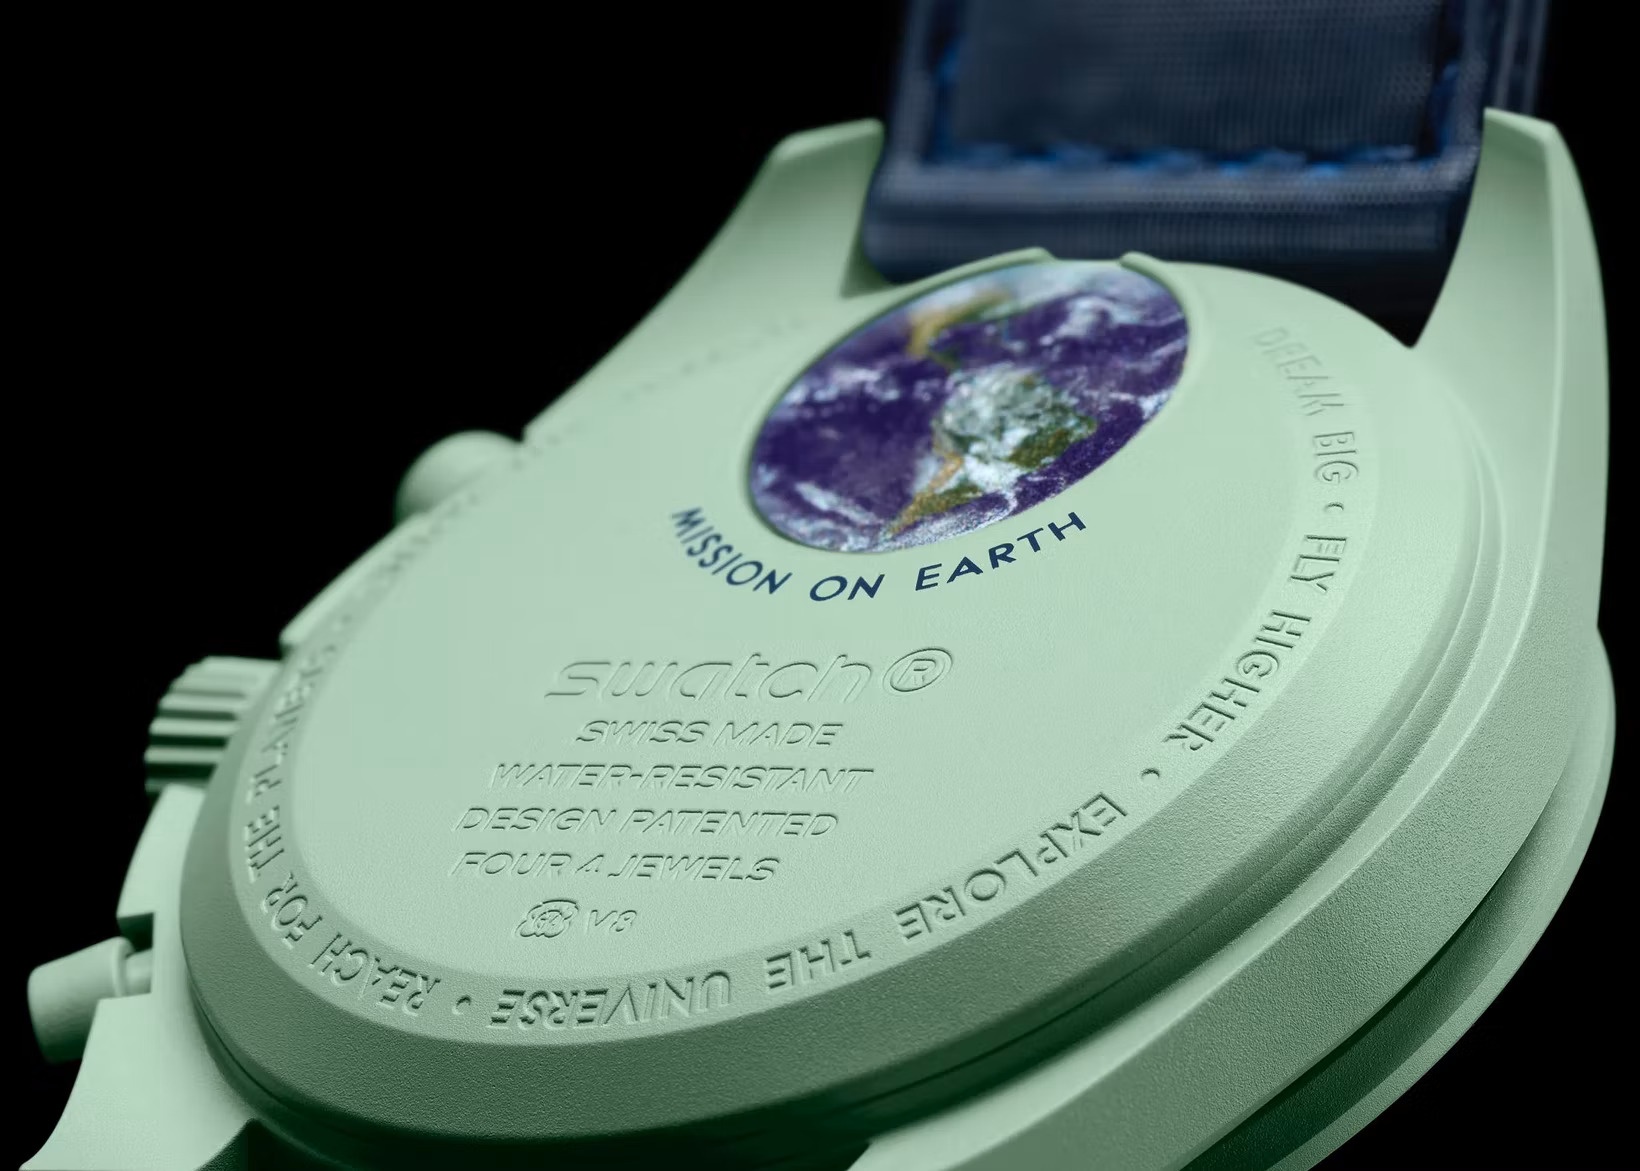 MISSION ON EARTH
swatch®
SWISS MADE
WATER-RESISTANT
DESIGN PATENTED
FOUR 4 JEWELS
V8
DREAM BIG • FLY HIGHER • EXPLORE THE UNIVERSE • REACH FOR THE PLANETS •